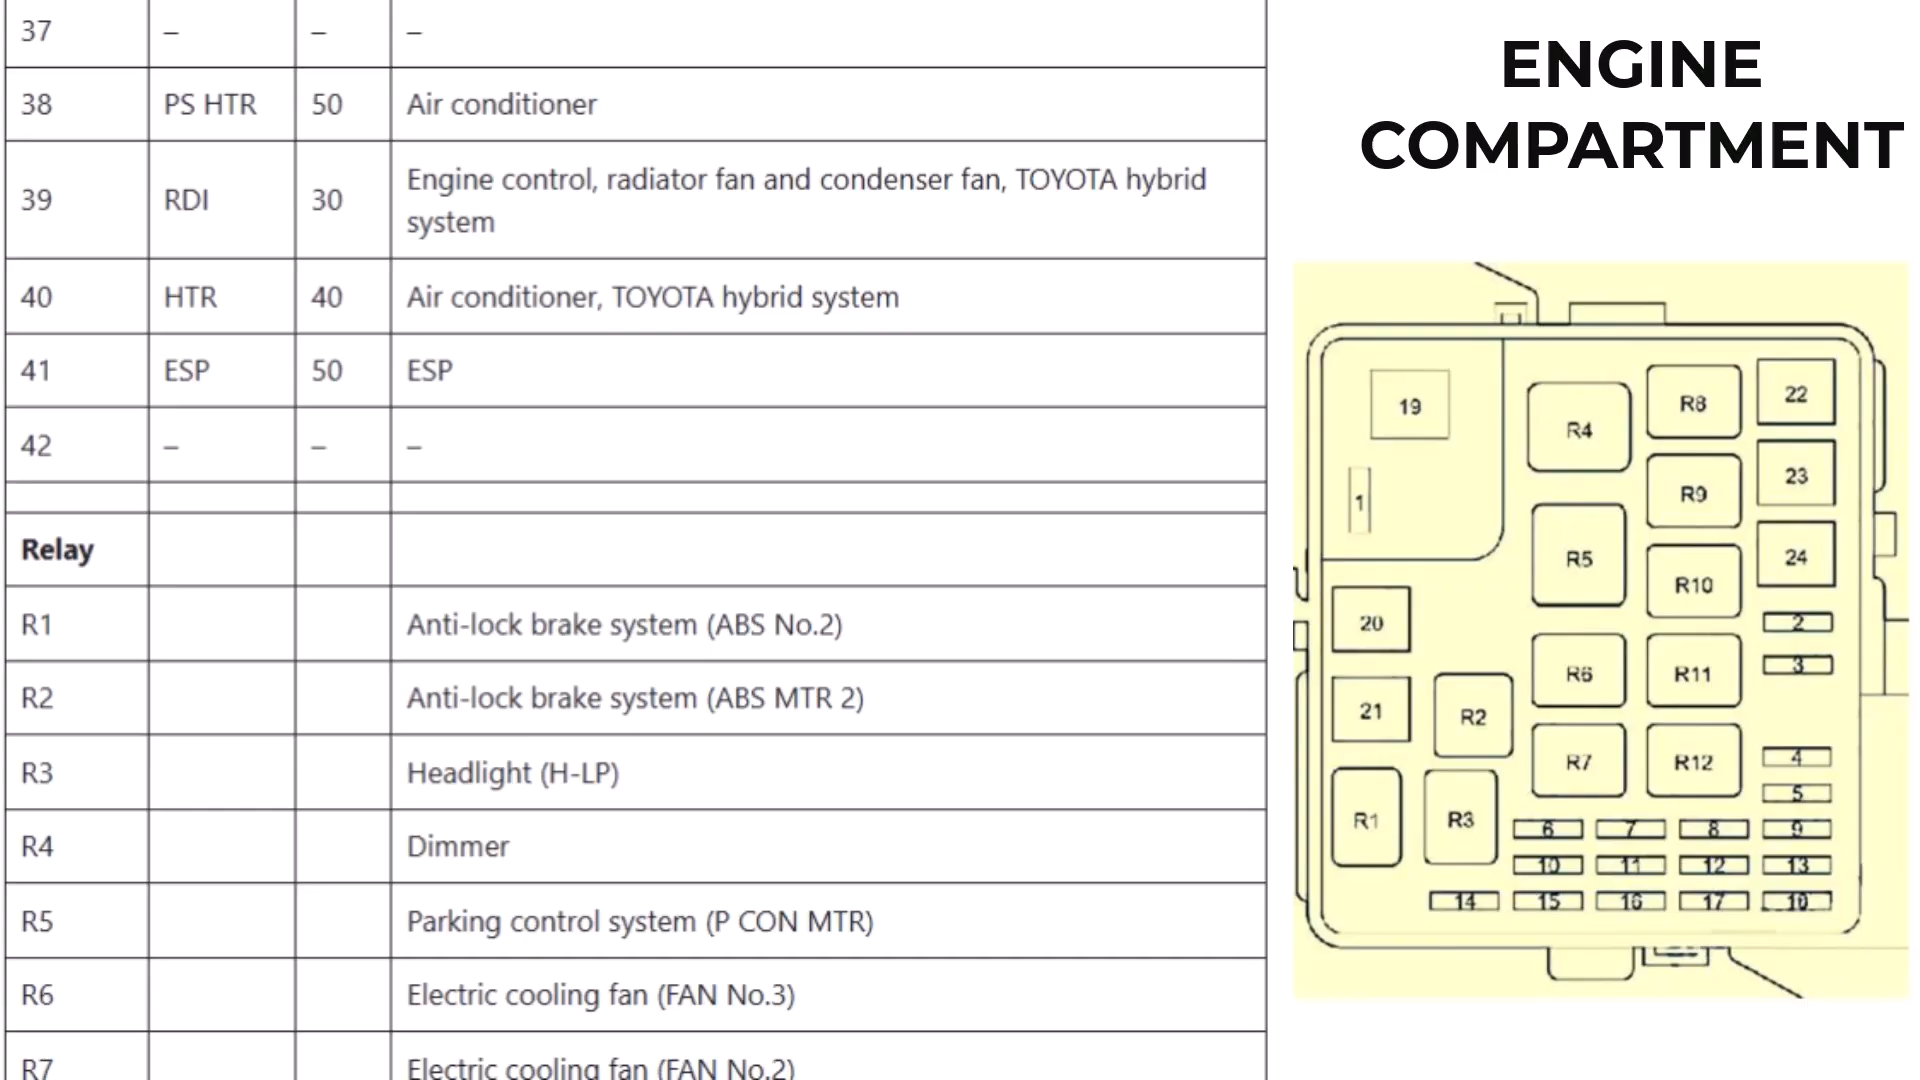 37 – – –
38 PS HTR 50 Air conditioner
39 RDI 30 Engine control, radiator fan and condenser fan, TOYOTA hybrid
system
40 HTR 40 Air conditioner, TOYOTA hybrid system
41 ESP 50 ESP
42 – – –
Relay
R1 Anti-lock brake system (ABS No.2)
R2 Anti-lock brake system (ABS MTR 2)
R3 Headlight (H-LP)
R4 Dimmer
R5 Parking control system (P CON MTR)
R6 Electric cooling fan (FAN No.3)
R7 Electric cooling fan (FAN No.2)
ENGINE
COMPARTMENT
19 R4 R8 22
1 R9 23
R5 R10 24
20 2
R6 R11 3
21 R2
R7 R12 4
5
R1 R3
6 7 8 9
10 11 12 13
14 15 16 17